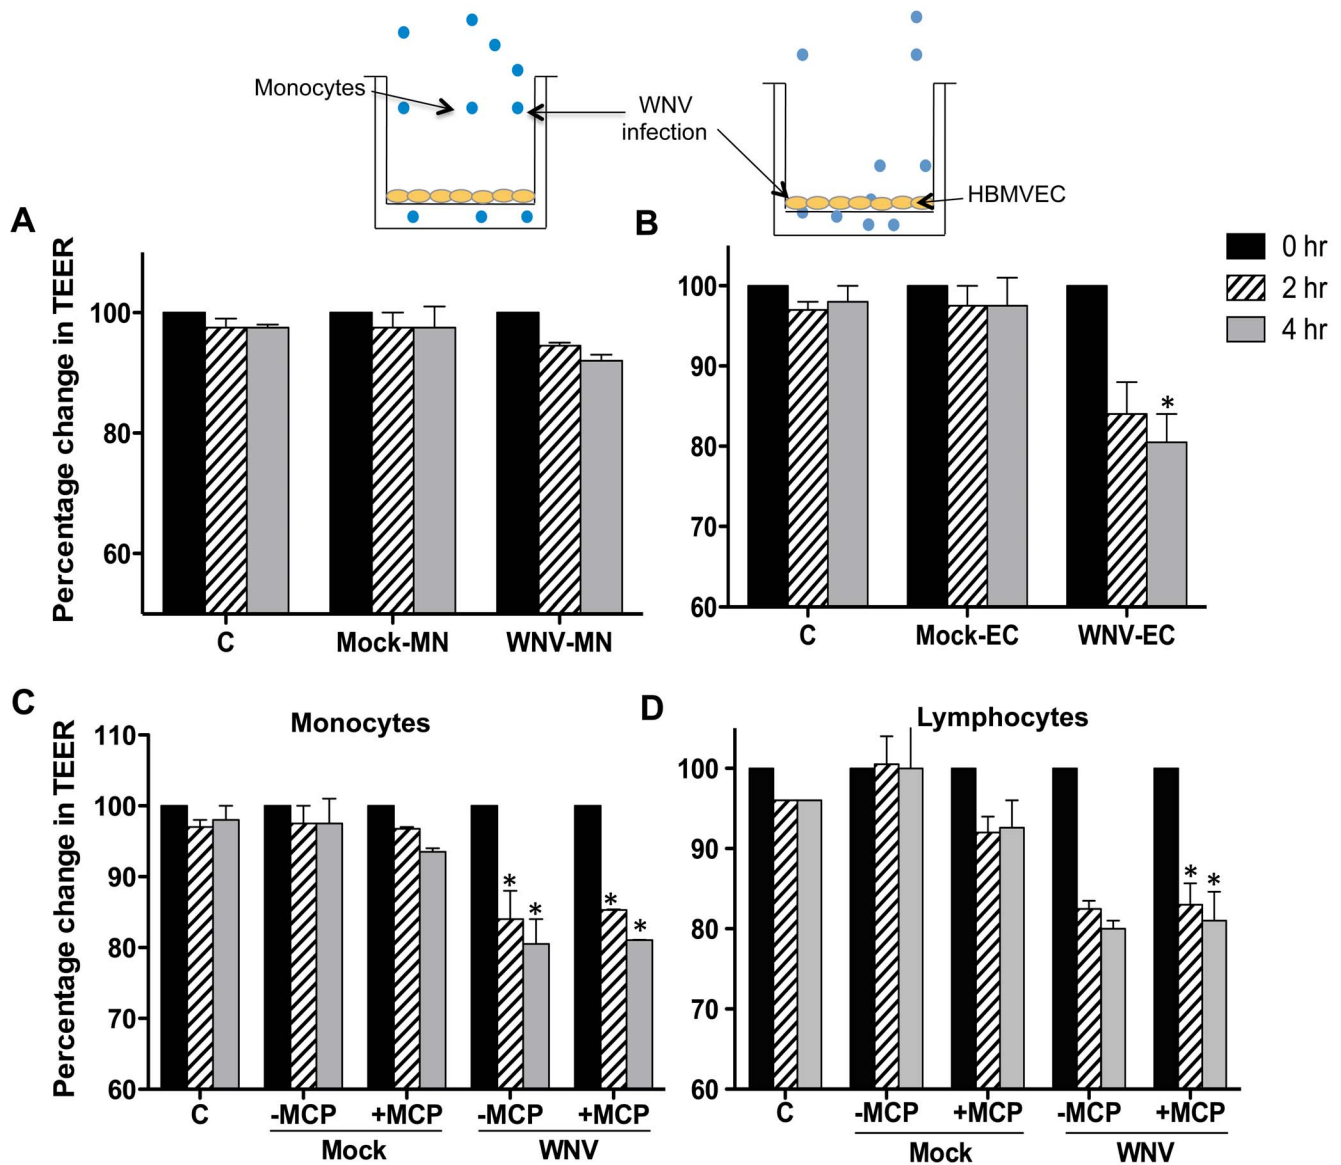 Monocytes
WNV
infection
HBMVEC
A
Percentage change in TEER
100
80
60
C
Mock-MN
WNV-MN
B
100
90
80
70
60
*
C
Mock-EC
WNV-EC
0 hr
2 hr
4 hr
C
Monocytes
Percentage change in TEER
110
100
90
80
70
60
* * * *
C
-MCP
+MCP
-MCP
+MCP
Mock
WNV
D
Lymphocytes
100
90
80
70
60
* *
C
-MCP
+MCP
-MCP
+MCP
Mock
WNV